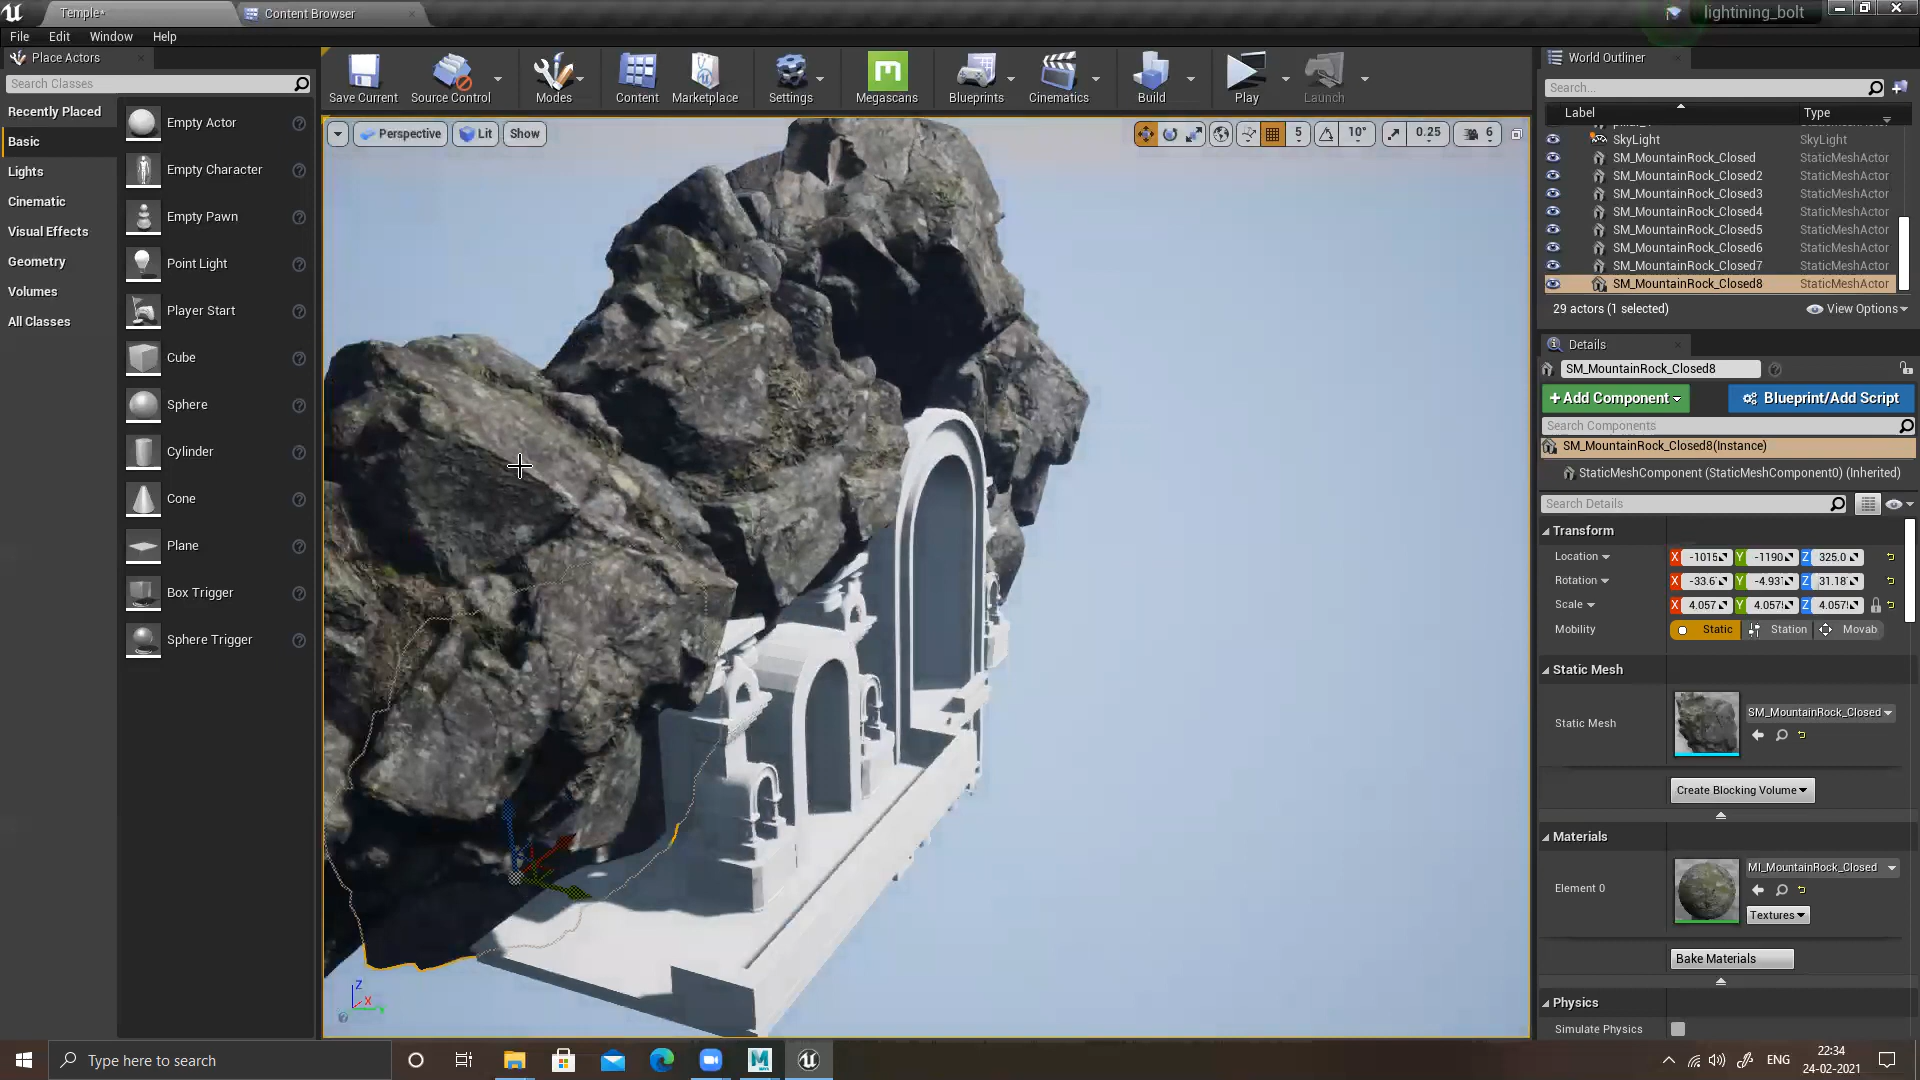 Temple*
Content Browser
lightining_bolt
File Edit Window Help
Place Actors
Search Classes
Recently Placed
Basic
Lights
Cinematic
Visual Effects
Geometry
Volumes
All Classes
Empty Actor
Empty Character
Empty Pawn
Point Light
Player Start
Cube
Sphere
Cylinder
Cone
Plane
Box Trigger
Sphere Trigger
Save Current Source Control Modes Content Marketplace Settings Megascans Blueprints Cinematics Build Play Launch
Perspective Lit Show
5 10° 0.25 6
World Outliner
Search...
Label Type
SkyLight SkyLight
SM_MountainRock_Closed StaticMeshActor
SM_MountainRock_Closed2 StaticMeshActor
SM_MountainRock_Closed3 StaticMeshActor
SM_MountainRock_Closed4 StaticMeshActor
SM_MountainRock_Closed5 StaticMeshActor
SM_MountainRock_Closed6 StaticMeshActor
SM_MountainRock_Closed7 StaticMeshActor
SM_MountainRock_Closed8 StaticMeshActor
29 actors (1 selected) View Options
Details
SM_MountainRock_Closed8
+Add Component Blueprint/Add Script
Search Components
SM_MountainRock_Closed8(Instance)
StaticMeshComponent (StaticMeshComponent0) (Inherited)
Search Details
Transform
Location X -1015 Y -1190 Z 325.0
Rotation X -33.6 Y -4.93 Z 31.18
Scale X 4.057 Y 4.057 Z 4.057
Mobility Static Station Movab
Static Mesh
Static Mesh SM_MountainRock_Closed
Create Blocking Volume
Materials
Element 0 MI_MountainRock_Closed
Textures
Bake Materials
Physics
Simulate Physics
Z
X
Type here to search
ENG
22:34
24-02-2021